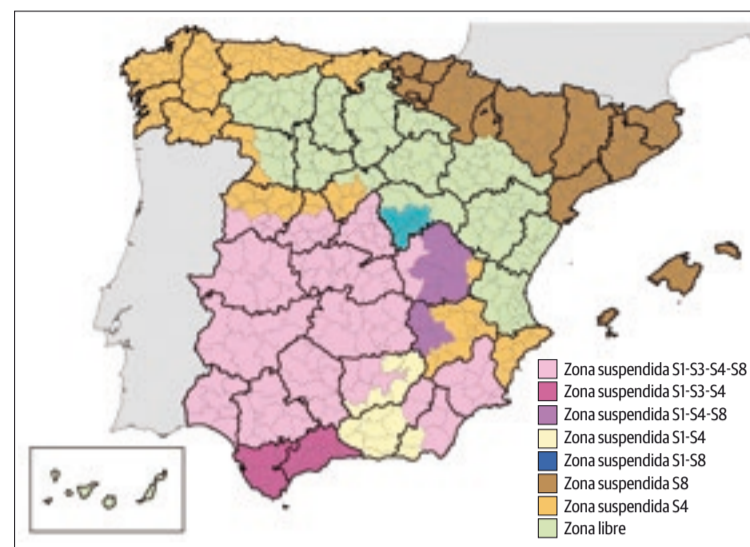 Zona suspendida S1-S3-S4-S8
Zona suspendida S1-S3-S4
Zona suspendida S1-S4-S8
Zona suspendida S1-S4
Zona suspendida S1-S8
Zona suspendida S8
Zona suspendida S4
Zona libre